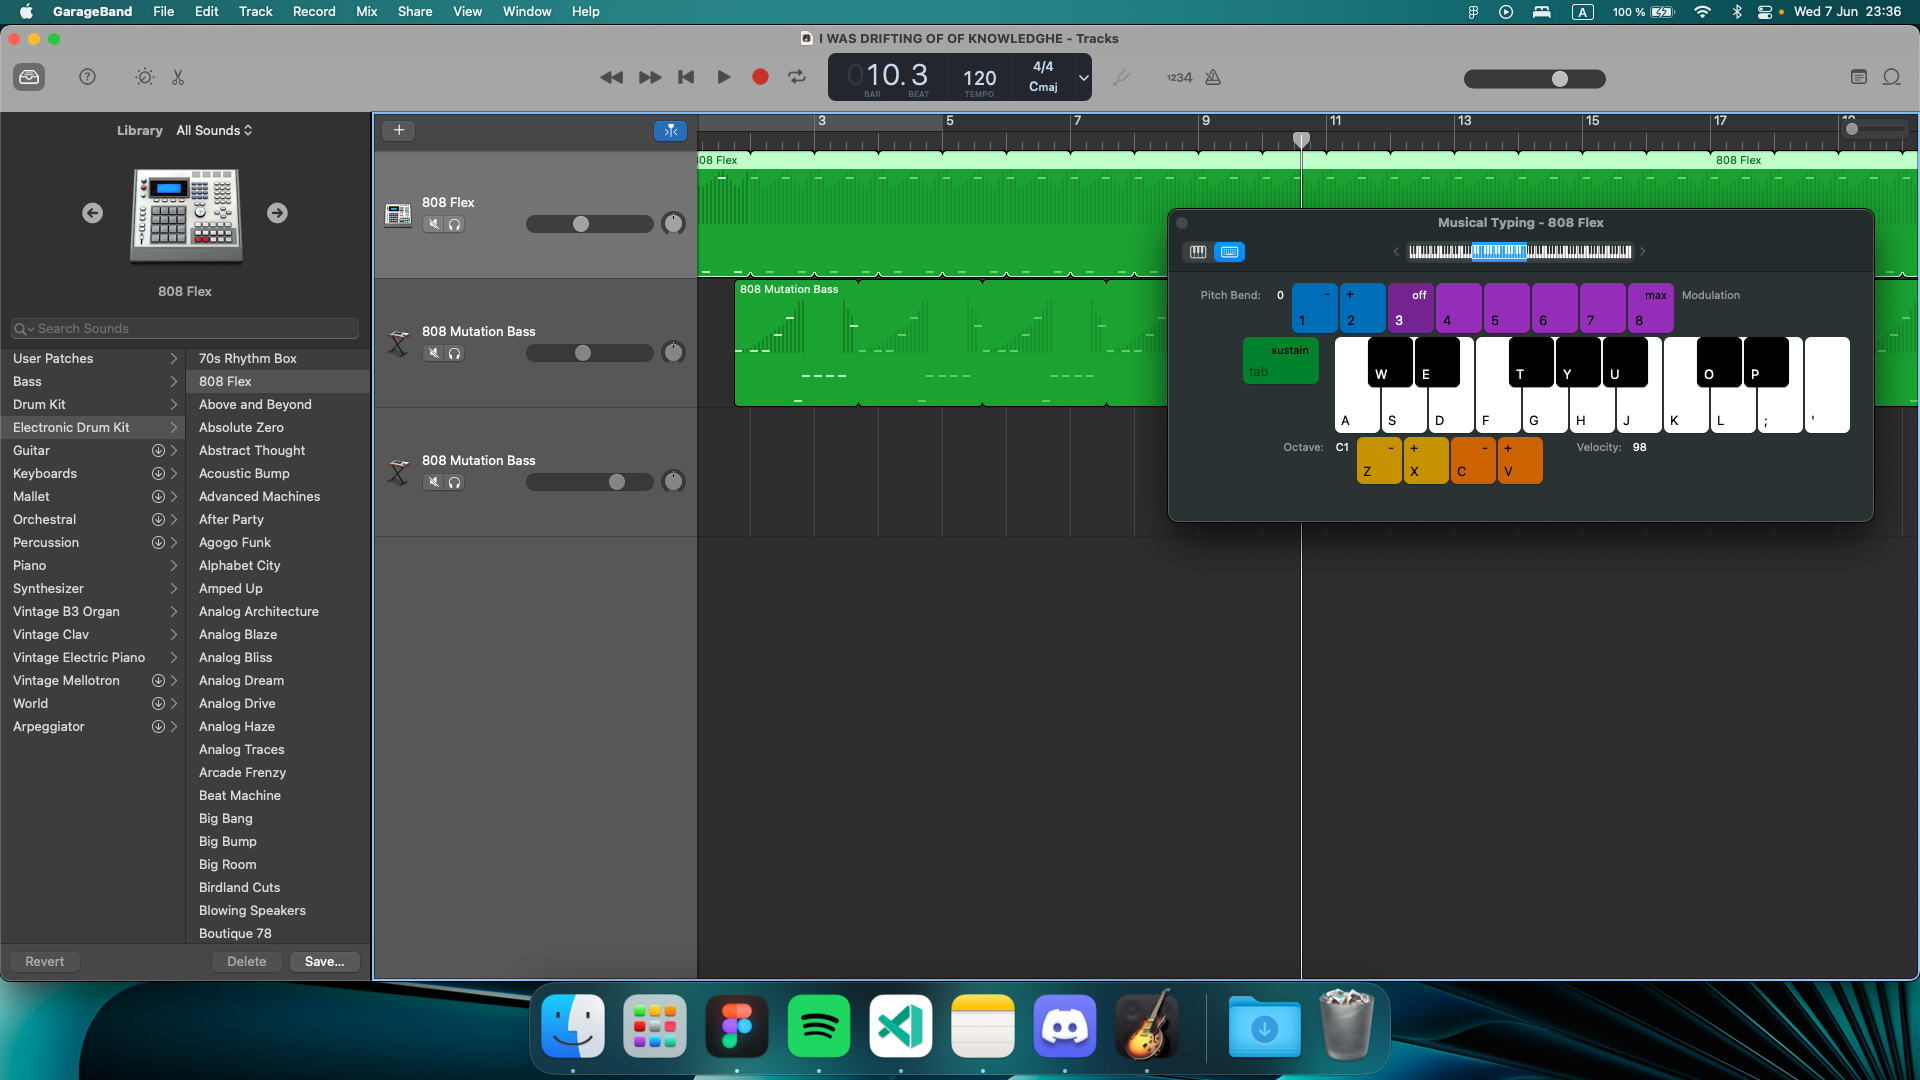 GarageBand File Edit Track Record Mix Share View Window Help
A 100 % Wed 7 Jun 23:36
I WAS DRIFTING OF OF KNOWLEDGHE - Tracks
010.3 120 4/4
Cmaj
BAR BEAT TEMPO
1234
Library All Sounds
808 Flex
Search Sounds
User Patches
Bass
Drum Kit
Electronic Drum Kit
Guitar
Keyboards
Mallet
Orchestral
Percussion
Piano
Synthesizer
Vintage B3 Organ
Vintage Clav
Vintage Electric Piano
Vintage Mellotron
World
Arpeggiator
70s Rhythm Box
808 Flex
Above and Beyond
Absolute Zero
Abstract Thought
Acoustic Bump
Advanced Machines
After Party
Agogo Funk
Alphabet City
Amped Up
Analog Architecture
Analog Blaze
Analog Bliss
Analog Dream
Analog Drive
Analog Haze
Analog Traces
Arcade Frenzy
Beat Machine
Big Bang
Big Bump
Big Room
Birdland Cuts
Blowing Speakers
Boutique 78
Revert Delete Save...
+
3 5 7 9 11 13 15 17
808 Flex
808 Mutation Bass
808 Mutation Bass
808 Flex 808 Flex
808 Mutation Bass
Musical Typing - 808 Flex
Pitch Bend: 0 - + off max Modulation
1 2 3 4 5 6 7 8
sustain
tab
W E T Y U O P
A S D F G H J K L ; '
Octave: C1 - + - + Velocity: 98
Z X C V